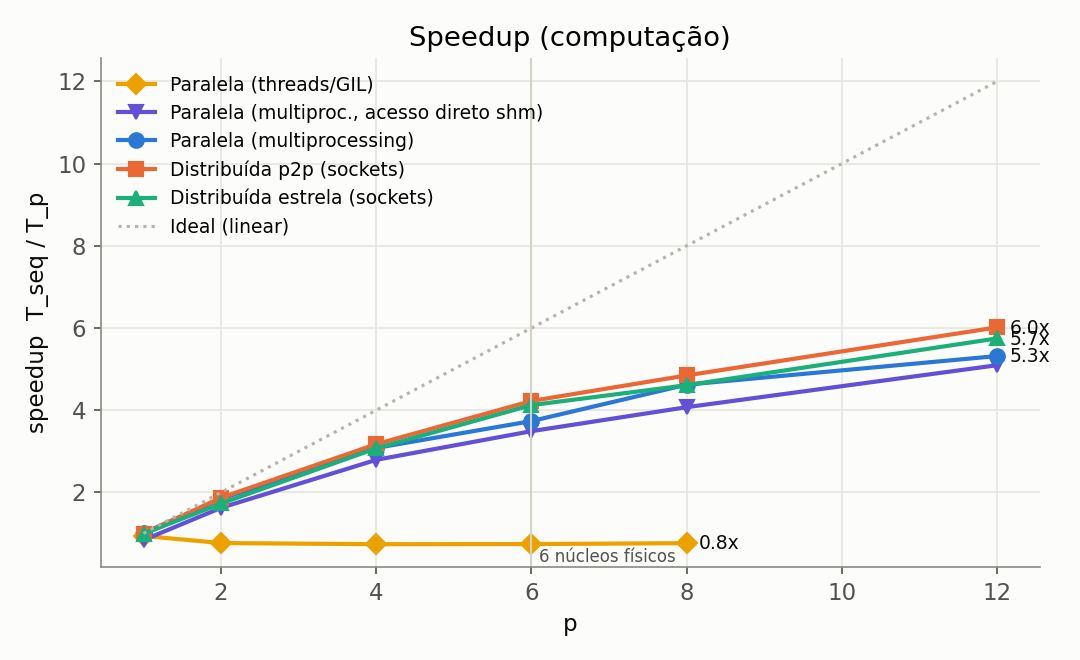 Speedup (computação)
Paralela (threads/GIL)
Paralela (multiproc., acesso direto shm)
Paralela (multiprocessing)
Distribuída p2p (sockets)
Distribuída estrela (sockets)
Ideal (linear)
speedup  T_seq / T_p
12
10
8
6
4
2
6.0x
5.7x
5.3x
0.8x
6 núcleos físicos
2
4
6
8
10
12
p